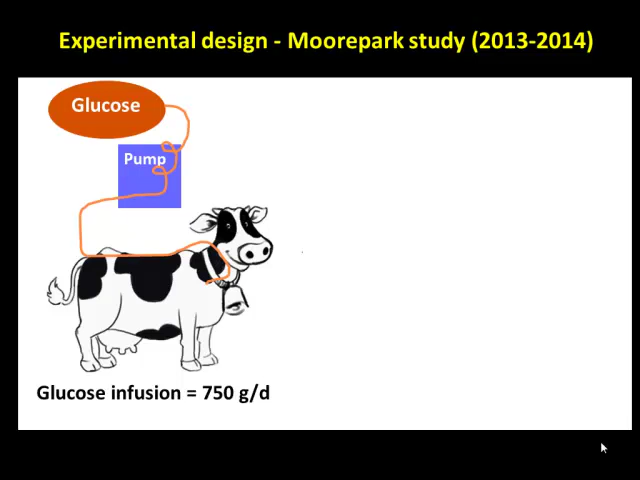 Experimental design - Moorepark study (2013-2014)
Glucose
Pump
Glucose infusion = 750 g/d